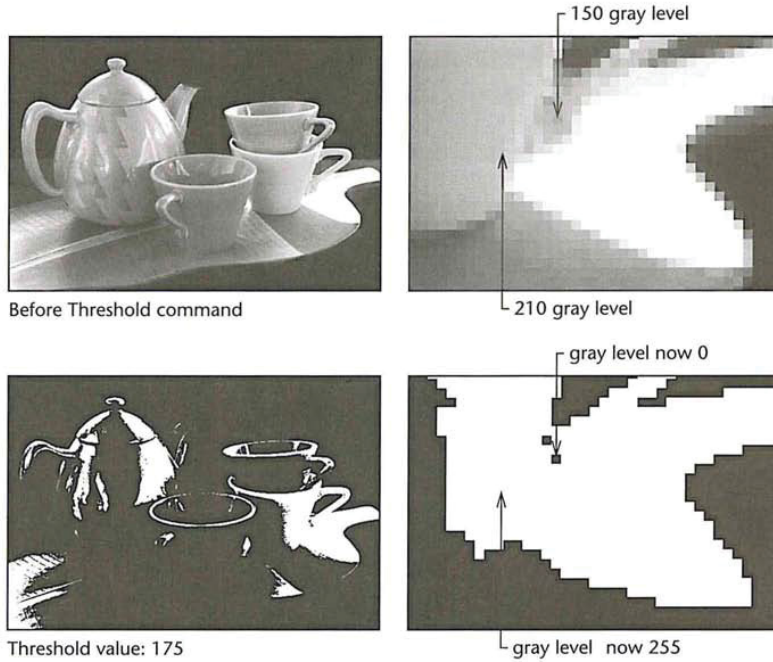 150 gray level
Before Threshold command
210 gray level
gray level now 0
Threshold value: 175
gray level now 255